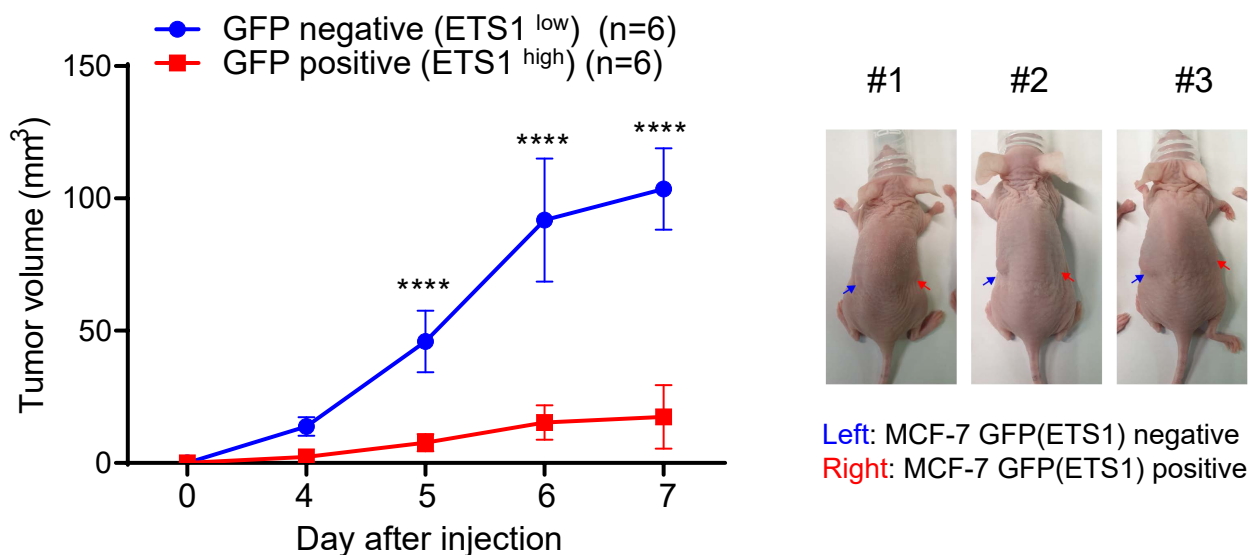 GFP negative (ETS1 low) (n=6)
GFP positive (ETS1 high) (n=6)
Tumor volume (mm3)
150
100
50
0
****
****
****
0 4 5 6 7
Day after injection
#1 #2 #3
Left: MCF-7 GFP(ETS1) negative
Right: MCF-7 GFP(ETS1) positive